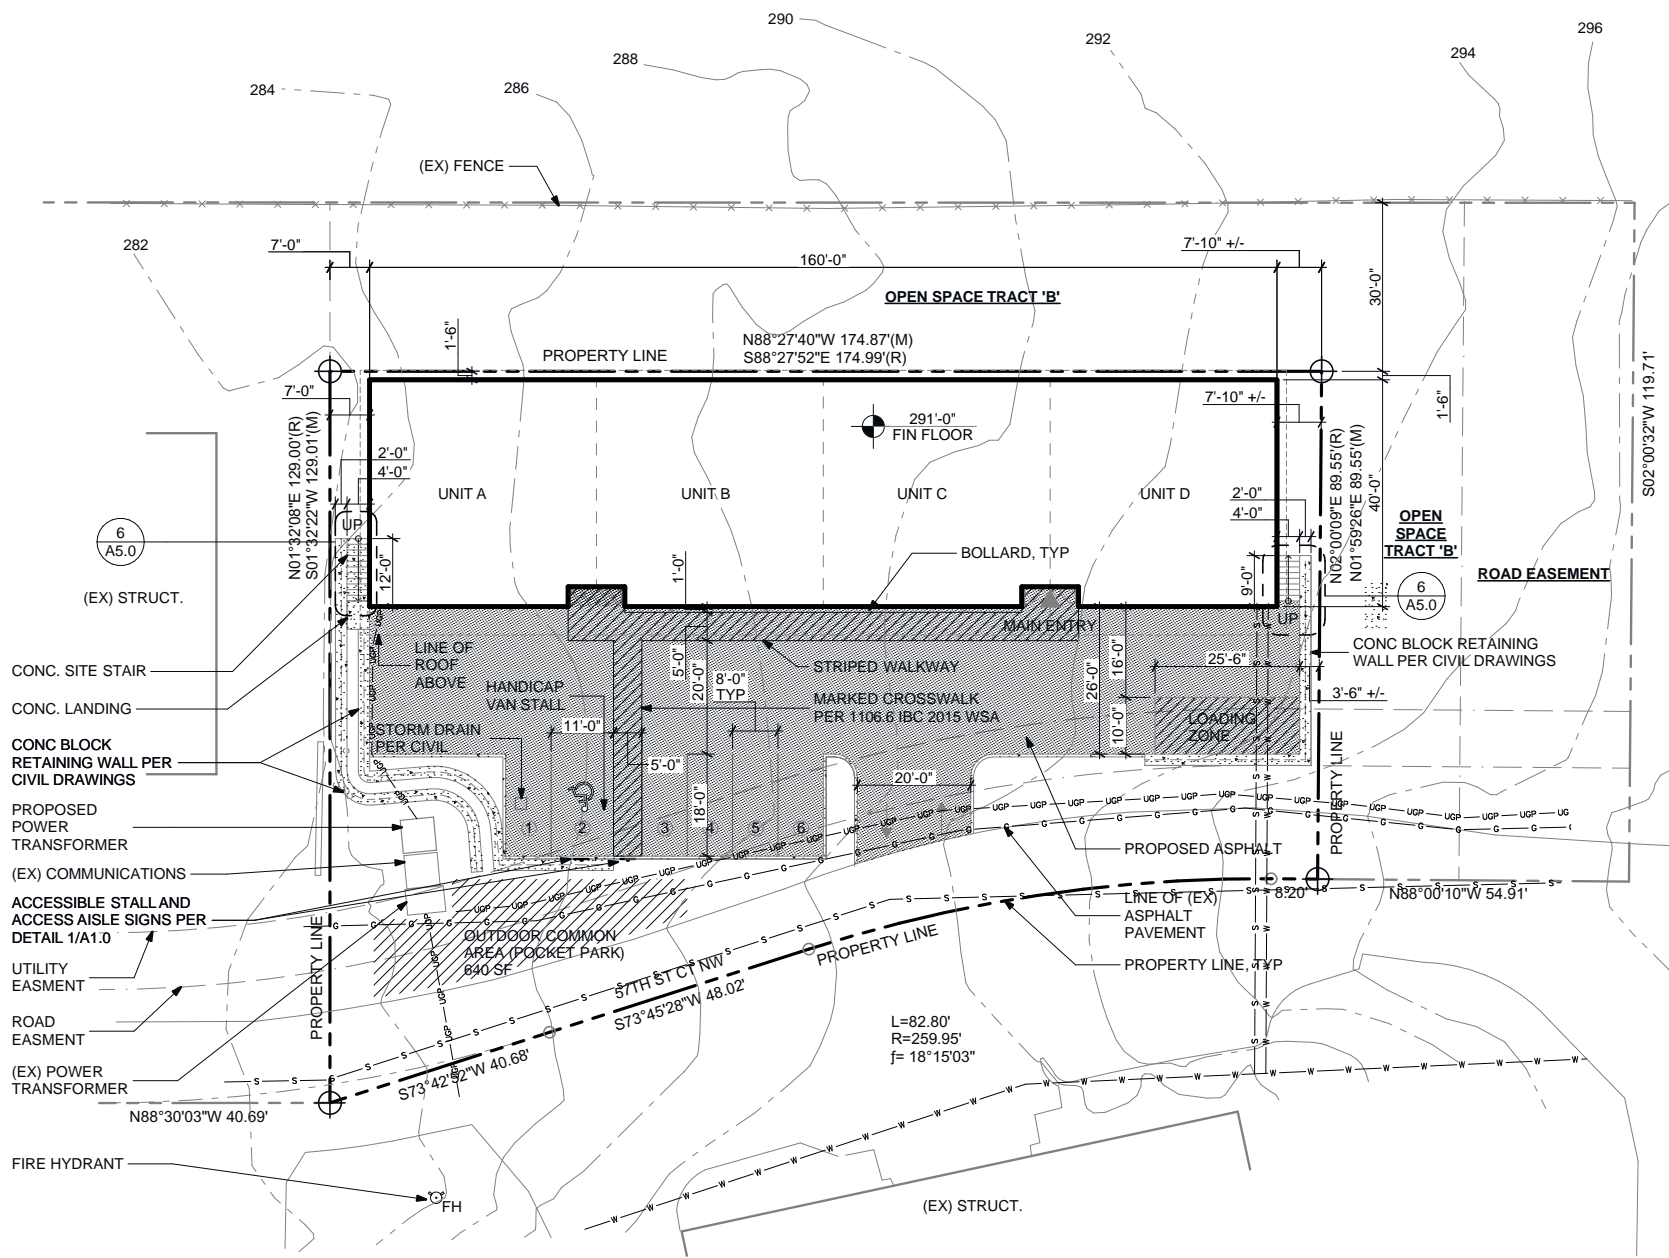 290
292
296
288
294
284
286
(EX) FENCE
282
7'-0"
7'-10" +/-
160'-0"
30'-0"
OPEN SPACE TRACT 'B'
1'-6"
N88°27'40"W 174.87'(M)
S88°27'52"E 174.99'(R)
PROPERTY LINE
7'-0"
7'-10" +/-
1'-6"
291'-0"
FIN FLOOR
S02°00'32"W 119.71'
N01°32'08"E 129.00'(R)
S01°32'22"W 129.01'(M)
2'-0"
4'-0"
UNIT A
UNIT B
UNIT C
UNIT D
2'-0"
4'-0"
N02°00'09"E 89.55'(R)
N01°59'26"E 89.55'(M)
40'-0"
OPEN
SPACE
TRACT 'B'
UP
6
A5.0
12'-0"
1'-0"
BOLLARD, TYP
9'-0"
ROAD EASEMENT
6
A5.0
(EX) STRUCT.
UP
MAIN ENTRY
LINE OF
ROOF
ABOVE
CONC BLOCK RETAINING
WALL PER CIVIL DRAWINGS
CONC. SITE STAIR
5'-0"
20'-0"
STRIPED WALKWAY
26'-0"
16'-0"
25'-6"
8'-0"
TYP
HANDICAP
VAN STALL
MARKED CROSSWALK
PER 1106.6 IBC 2015 WSA
3'-6" +/-
CONC. LANDING
11'-0"
STORM DRAIN
PER CIVIL
10'-0"
LOADING
ZONE
CONC BLOCK
RETAINING WALL PER
CIVIL DRAWINGS
5'-0"
20'-0"
PROPERTY LINE
18'-0"
PROPOSED
POWER
TRANSFORMER
1
2
3
4
5
6
PROPOSED ASPHALT
(EX) COMMUNICATIONS
ACCESSIBLE STALL AND
ACCESS AISLE SIGNS PER
DETAIL 1/A1.0
LINE OF (EX)
ASPHALT
PAVEMENT
8.20'
N88°00'10"W 54.91'
OUTDOOR COMMON
AREA (POCKET PARK)
640 SF
PROPERTY LINE
PROPERTY LINE
PROPERTY LINE, TYP
UTILITY
EASMENT
57TH ST CT NW
S73°45'28"W 48.02'
ROAD
EASMENT
L=82.80'
R=259.95'
ƒ= 18°15'03"
(EX) POWER
TRANSFORMER
S73°42'52"W 40.68'
N88°30'03"W 40.69'
FIRE HYDRANT
FH
(EX) STRUCT.